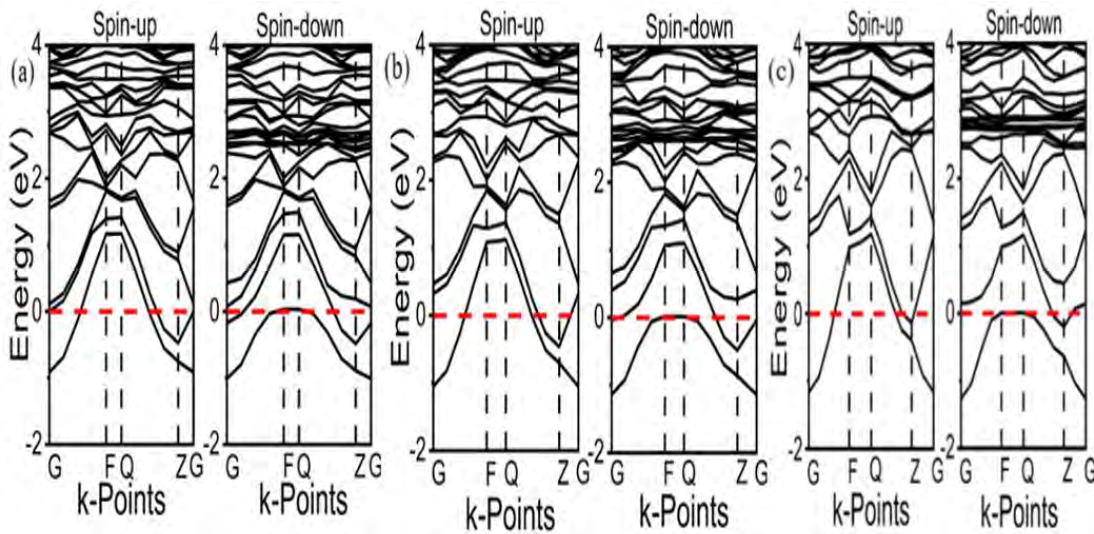 Spin-up Spin-down Spin-up Spin-down Spin-up Spin-down
(a) (b) (c)
4 4 4 4 4 4
2 2 2 2 2 2
0 0 0 0 0 0
-2 -2 -2 -2 -2 -2
Energy (eV) Energy (eV) Energy (eV)
G F Q Z G G F Q Z G G F Q Z G G F Q Z G G F Q Z G G F Q Z G
k-Points k-Points k-Points k-Points k-Points k-Points